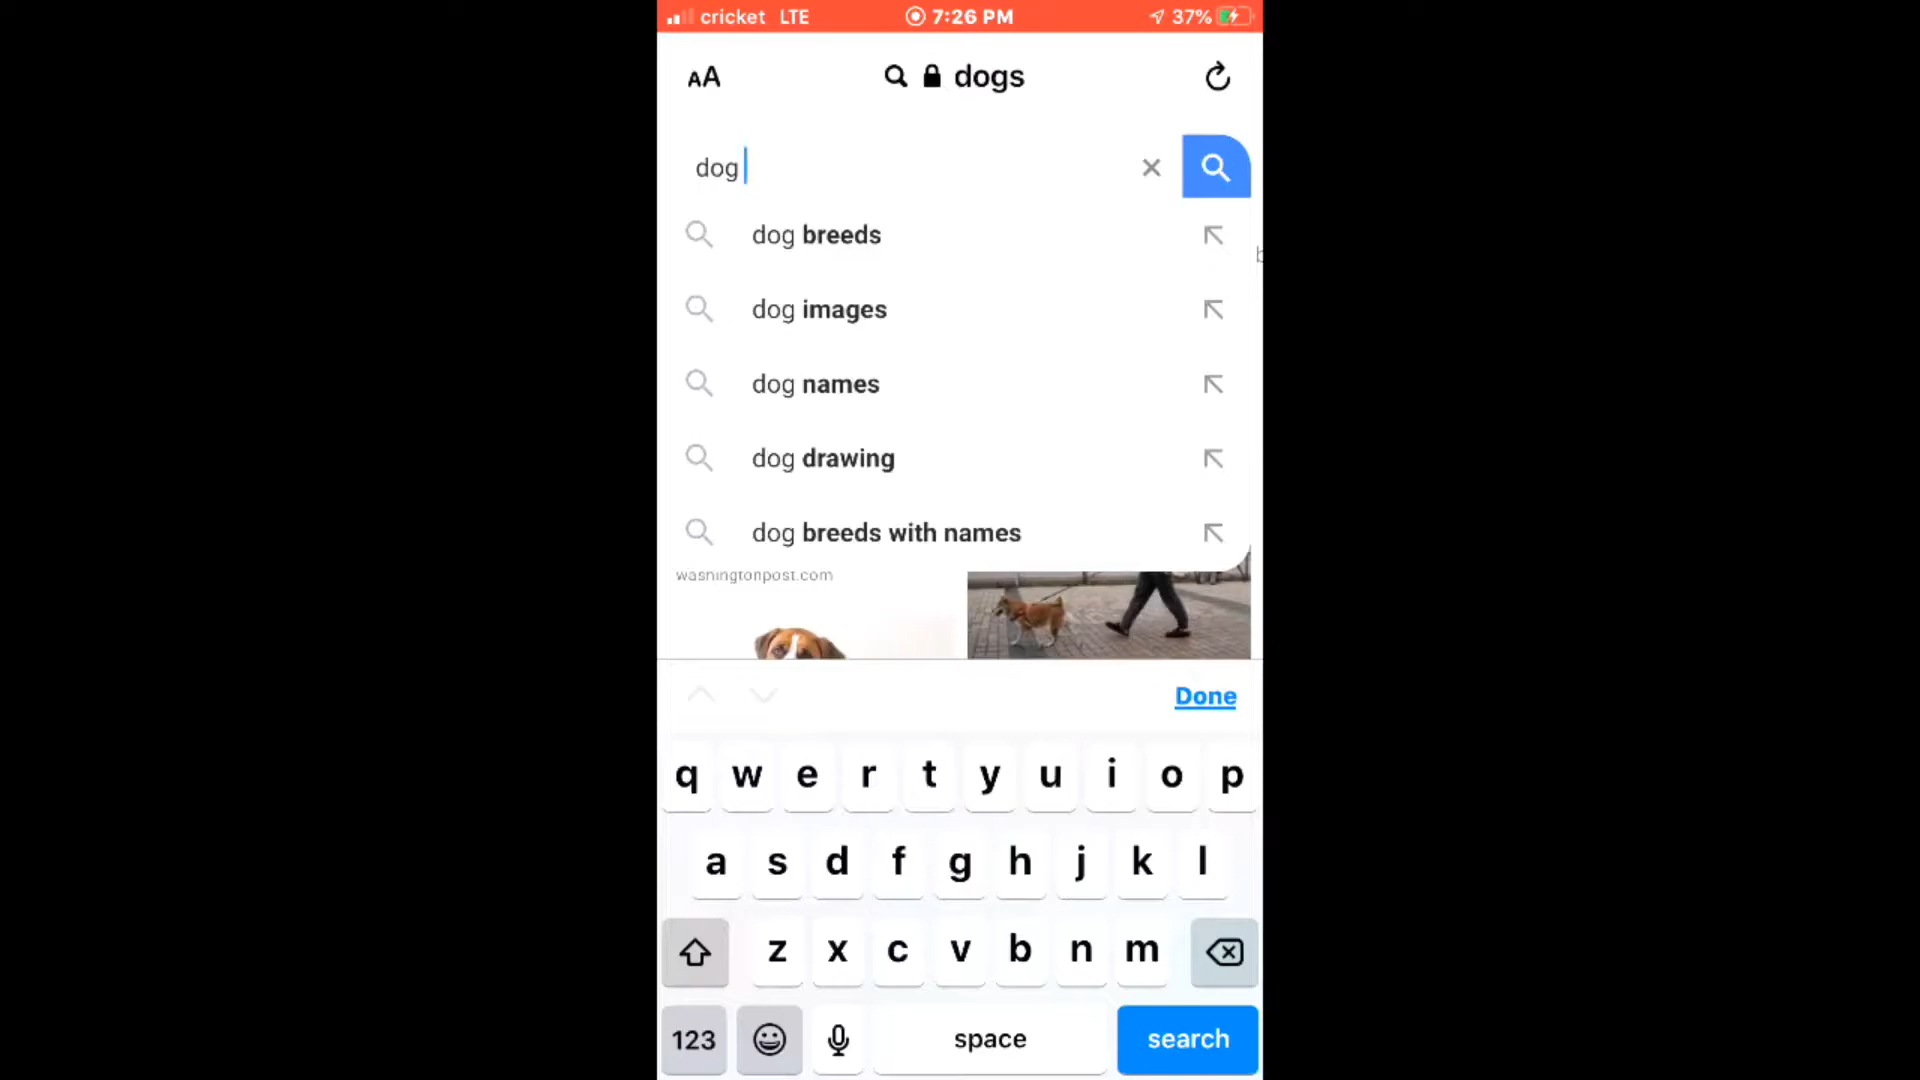 cricket LTE 7:26 PM 37%
AA dogs
dog
dog breeds
dog images
dog names
dog drawing
dog breeds with names
washingtonpost.com
Done
q w e r t y u i o p
a s d f g h j k l
z x c v b n m
123 space search